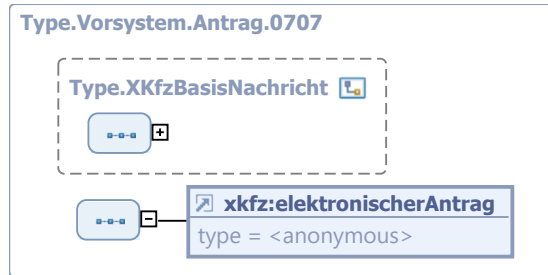 Type.Vorsystem.Antrag.0707
Type.XKfzBasisNachricht
xkfz:elektronischerAntrag
type = <anonymous>